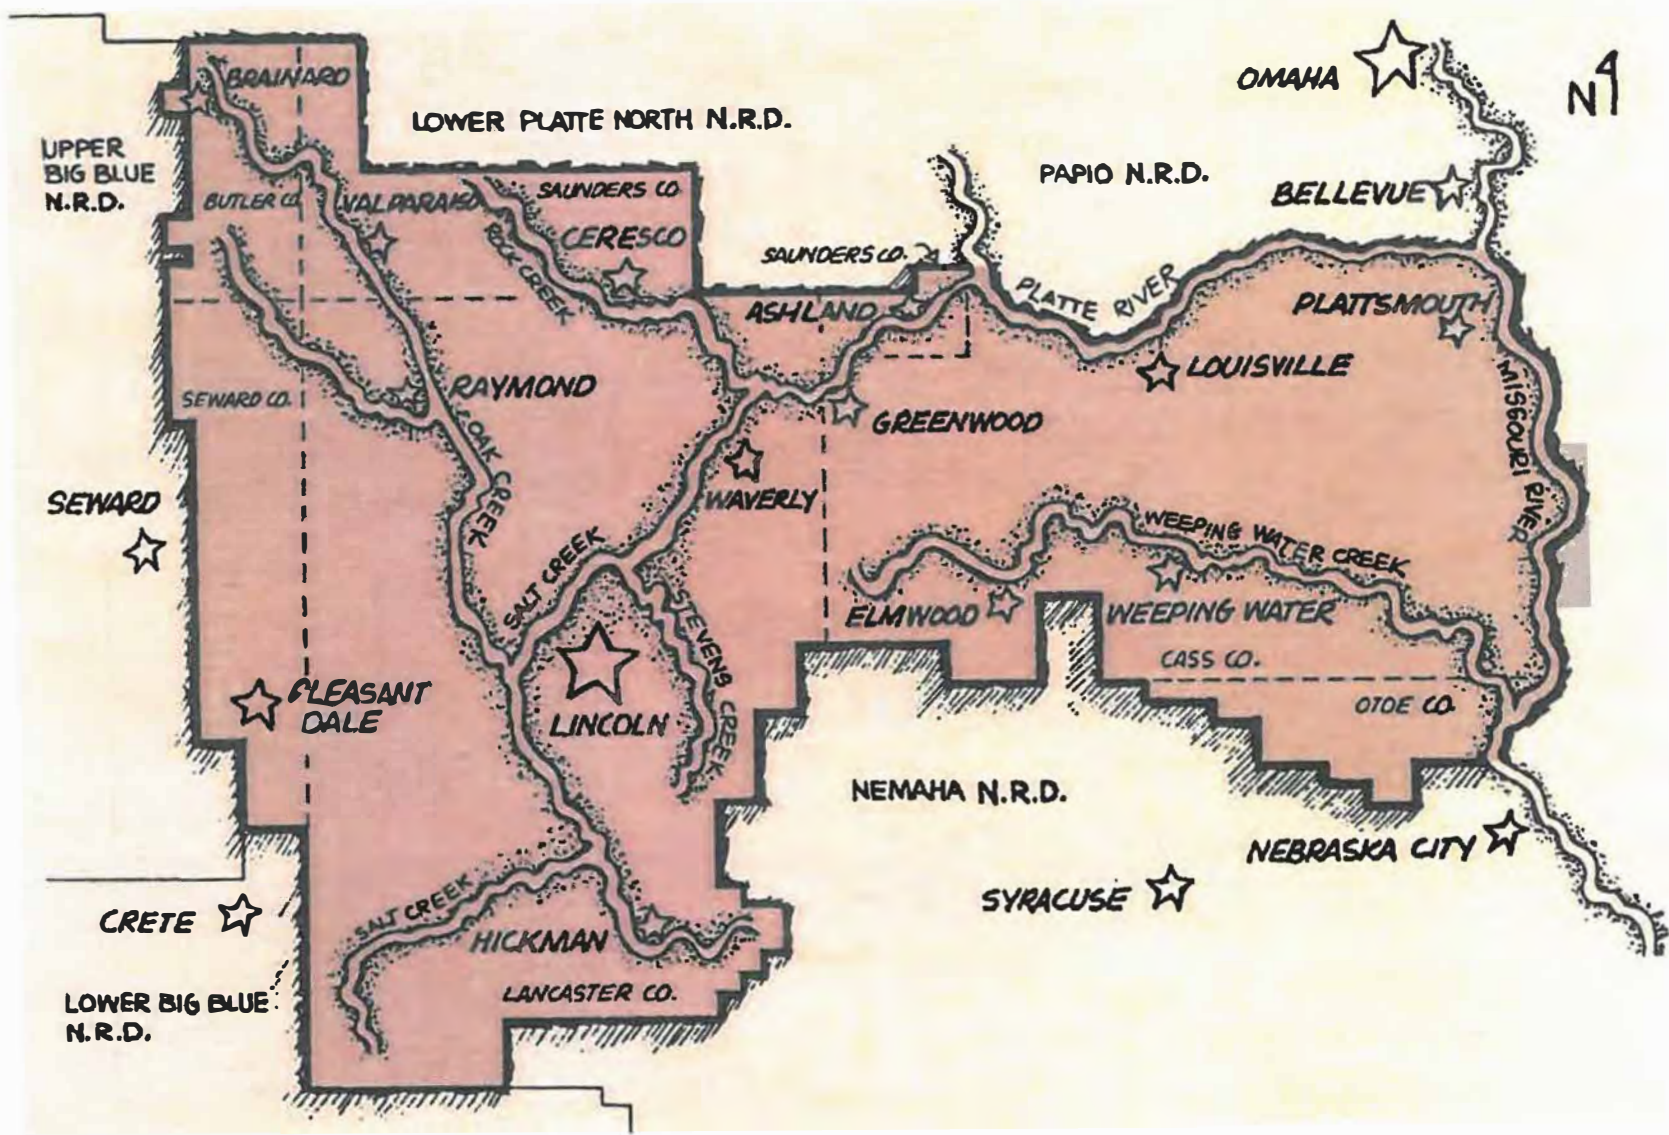 OMAHA
N
BRAINARD
LOWER PLATTE NORTH N.R.D.
UPPER
BIG BLUE
N.R.D.
PAPIO N.R.D.
BELLEVUE
BUTLER CO.
VALPARAISO
SAUNDERS CO.
CERESCO
ROCK CREEK
SAUNDERS CO.
ASHLAND
PLATTE RIVER
PLATTSMOUTH
SEWARD CO.
RAYMOND
LOUISVILLE
GREENWOOD
MISSOURI RIVER
OAK CREEK
SEWARD
WAVERLY
WEEPING WATER CREEK
SALT CREEK
STEVENS CREEK
ELMWOOD
WEEPING WATER
CASS CO.
OTOE CO.
PLEASANT
DALE
LINCOLN
NEMAHA N.R.D.
NEBRASKA CITY
SYRACUSE
CRETE
SALT CREEK
HICKMAN
LANCASTER CO.
LOWER BIG BLUE
N.R.D.